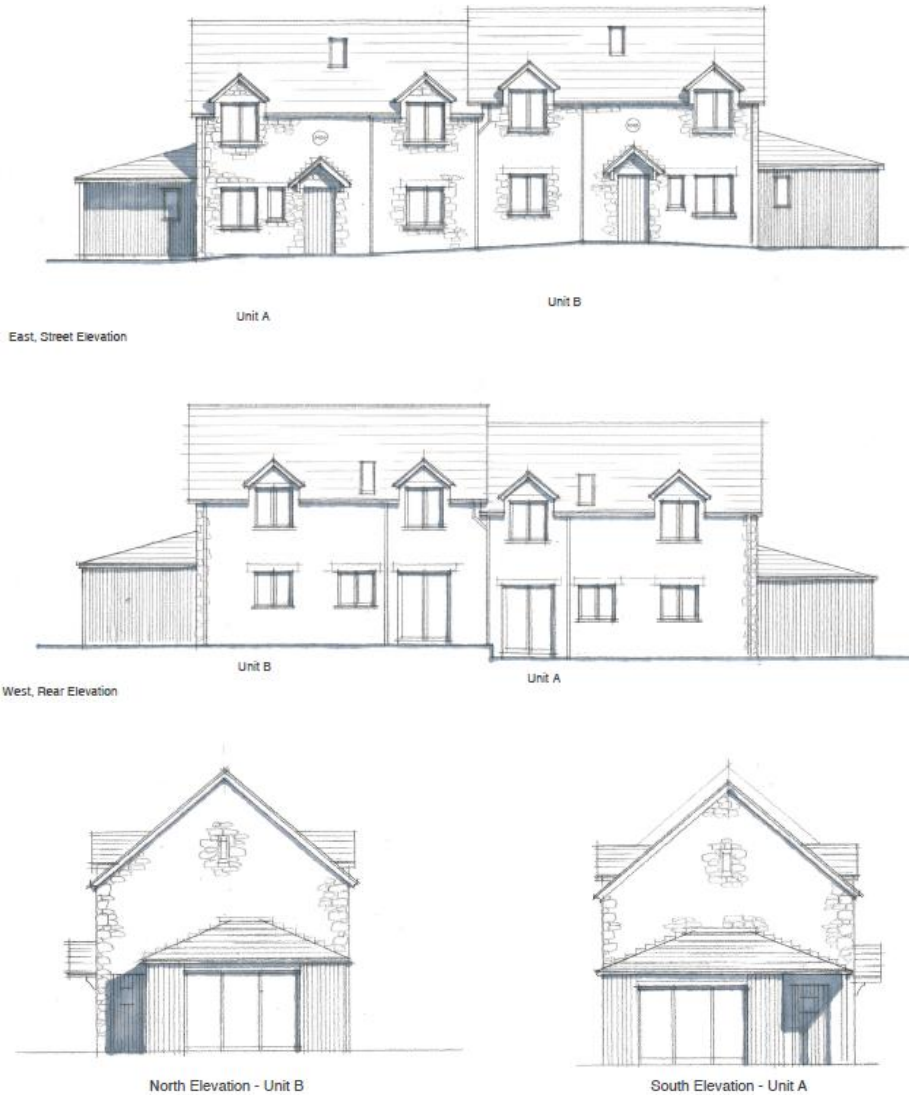 Unit A
Unit B
East, Street Elevation
Unit B
Unit A
West, Rear Elevation
North Elevation - Unit B
South Elevation - Unit A